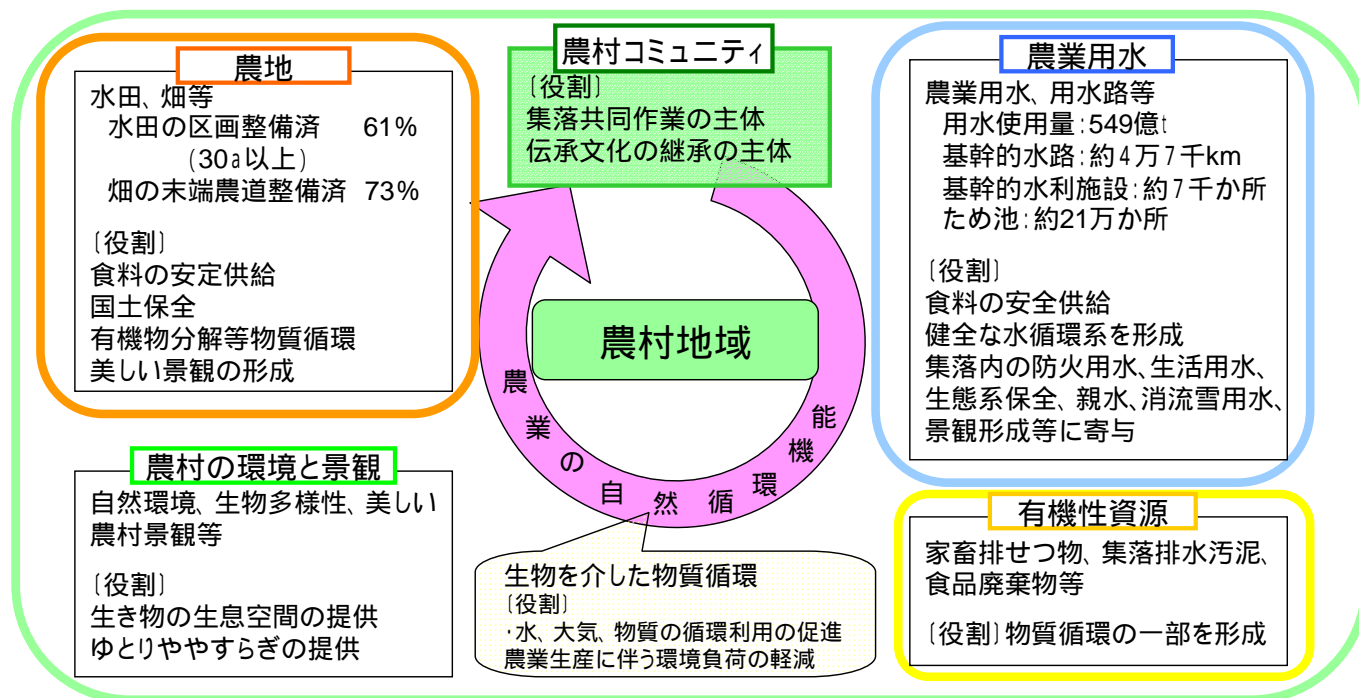 農地
水田、畑等
水田の区画整備済 61%
(30a以上)
畑の末端農道整備済 73%
〔役割〕
食料の安定供給
国土保全
有機物分解等物質循環
美しい景観の形成
農村コミュニティ
〔役割〕
集落共同作業の主体
伝承文化の継承の主体
農業用水
農業用水、用水路等
用水使用量:549億t
基幹的水路:約4万7千km
基幹的水利施設:約7千か所
ため池:約21万か所
〔役割〕
食料の安全供給
健全な水循環系を形成
集落内の防火用水、生活用水、
生態系保全、親水、消流雪用水、
景観形成等に寄与
農村地域
農業の自然循環機能
農村の環境と景観
自然環境、生物多様性、美しい
農村景観等
〔役割〕
生き物の生息空間の提供
ゆとりややすらぎの提供
生物を介した物質循環
〔役割〕
・水、大気、物質の循環利用の促進
農業生産に伴う環境負荷の軽減
有機性資源
家畜排せつ物、集落排水汚泥、
食品廃棄物等
〔役割〕物質循環の一部を形成